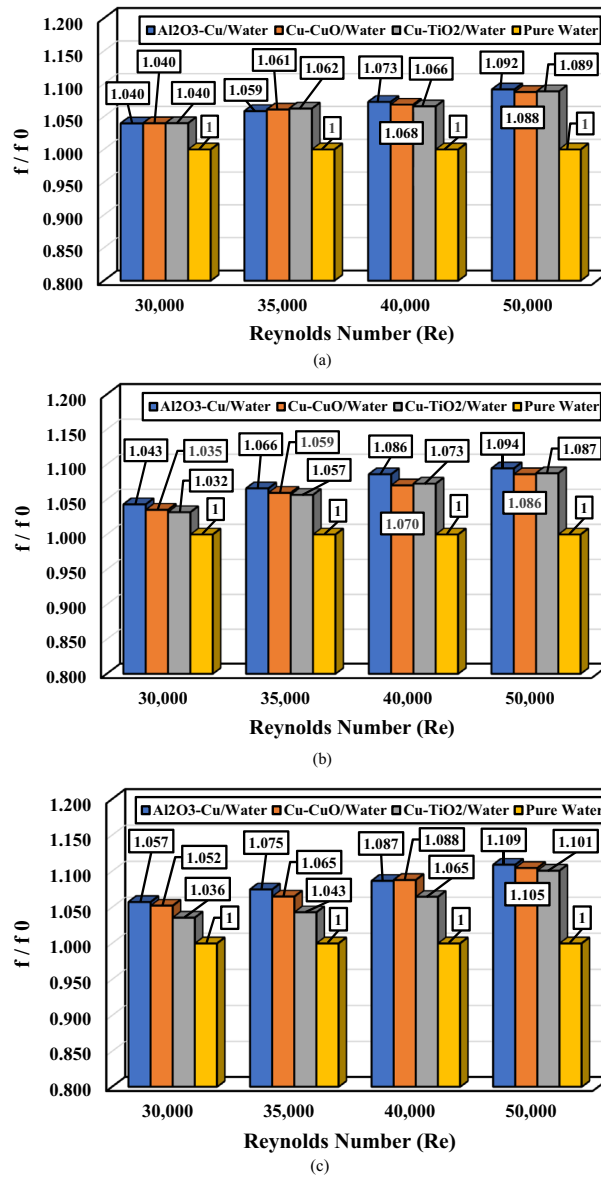 1.200
Al2O3-Cu/Water Cu-CuO/Water Cu-TiO2/Water Pure Water
1.150
1.040 1.040 1.040 1 1.059 1.061 1.062 1 1.073 1.068 1.066 1 1.092 1.088 1.089 1
1.100
1.050
1.000
0.950
0.900
0.850
0.800
f / f 0
30,000 35,000 40,000 50,000
Reynolds Number (Re)
(a)
1.200
Al2O3-Cu/Water Cu-CuO/Water Cu-TiO2/Water Pure Water
1.150
1.043 1.035 1.032 1 1.066 1.059 1.057 1 1.086 1.070 1.073 1 1.094 1.086 1.087 1
1.100
1.050
1.000
0.950
0.900
0.850
0.800
f / f 0
30,000 35,000 40,000 50,000
Reynolds Number (Re)
(b)
1.200
Al2O3-Cu/Water Cu-CuO/Water Cu-TiO2/Water Pure Water
1.150
1.057 1.052 1.036 1 1.075 1.065 1.043 1 1.087 1.088 1.065 1 1.109 1.105 1.101 1
1.100
1.050
1.000
0.950
0.900
0.850
0.800
f / f 0
30,000 35,000 40,000 50,000
Reynolds Number (Re)
(c)